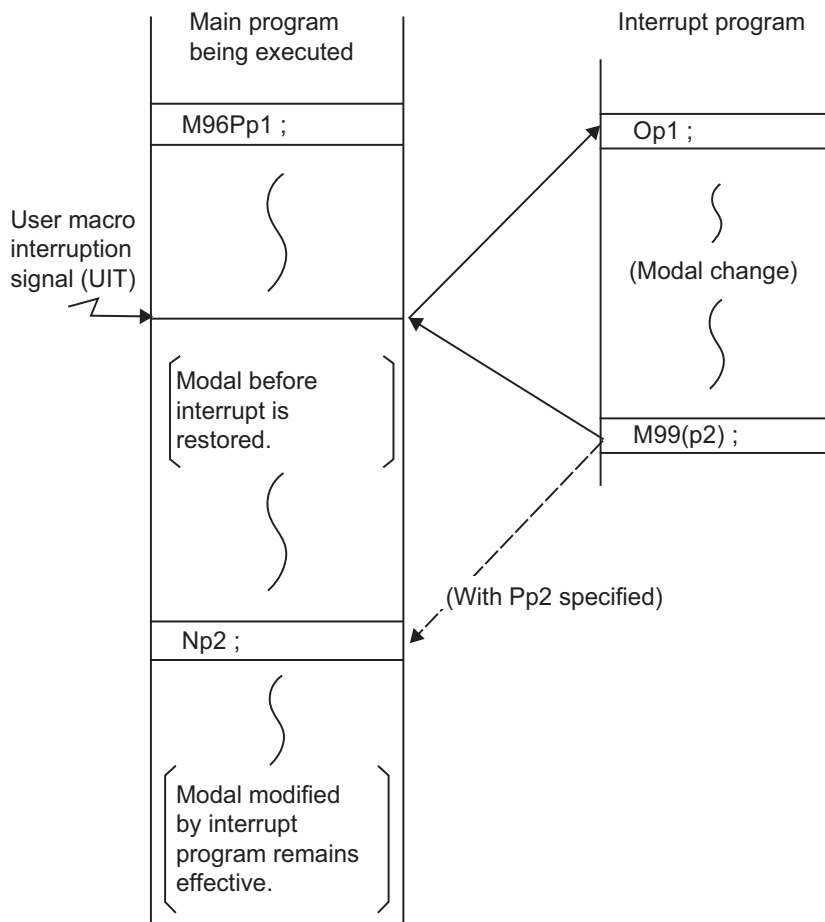 Main program
being executed
Interrupt program
M96Pp1 ;
Op1 ;
User macro
interruption
signal (UIT)
(Modal change)
Modal before
interrupt is
restored.
M99(p2) ;
(With Pp2 specified)
Np2 ;
Modal modified
by interrupt
program remains
effective.